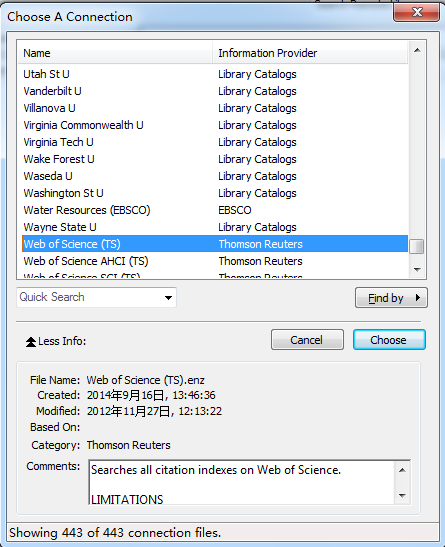 Choose A Connection
Name Information Provider
Utah St U Library Catalogs
Vanderbilt U Library Catalogs
Villanova U Library Catalogs
Virginia Commonwealth U Library Catalogs
Virginia Tech U Library Catalogs
Wake Forest U Library Catalogs
Waseda U Library Catalogs
Washington St U Library Catalogs
Water Resources (EBSCO) EBSCO
Wayne State U Library Catalogs
Web of Science (TS) Thomson Reuters
Web of Science AHCI (TS) Thomson Reuters
Web of Science SCI (TS) Thomson Reuters
Quick Search Find by
Less Info: Cancel Choose
File Name: Web of Science (TS).enz
Created: 2014年9月16日, 13:46:36
Modified: 2012年11月27日, 12:13:22
Based On:
Category: Thomson Reuters
Comments: Searches all citation indexes on Web of Science.
LIMITATIONS
Showing 443 of 443 connection files.